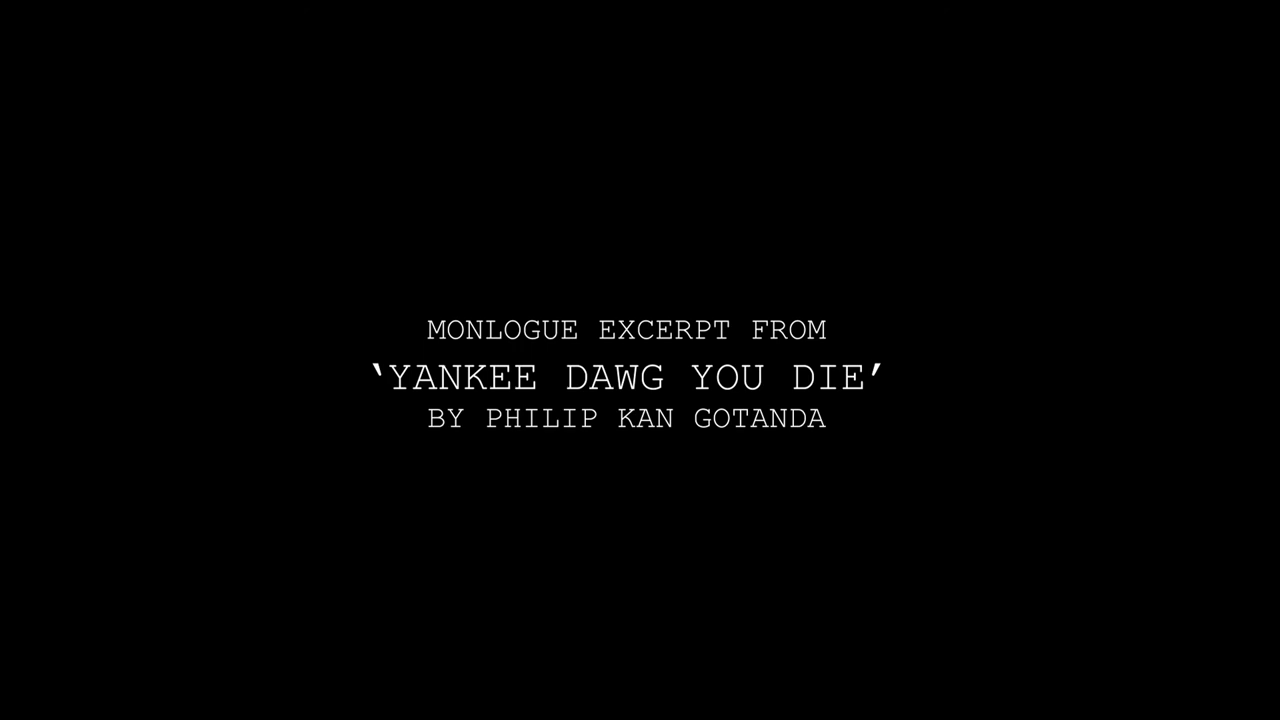 MONLOGUE EXCERPT FROM
‘YANKEE DAWG YOU DIE’
BY PHILIP KAN GOTANDA